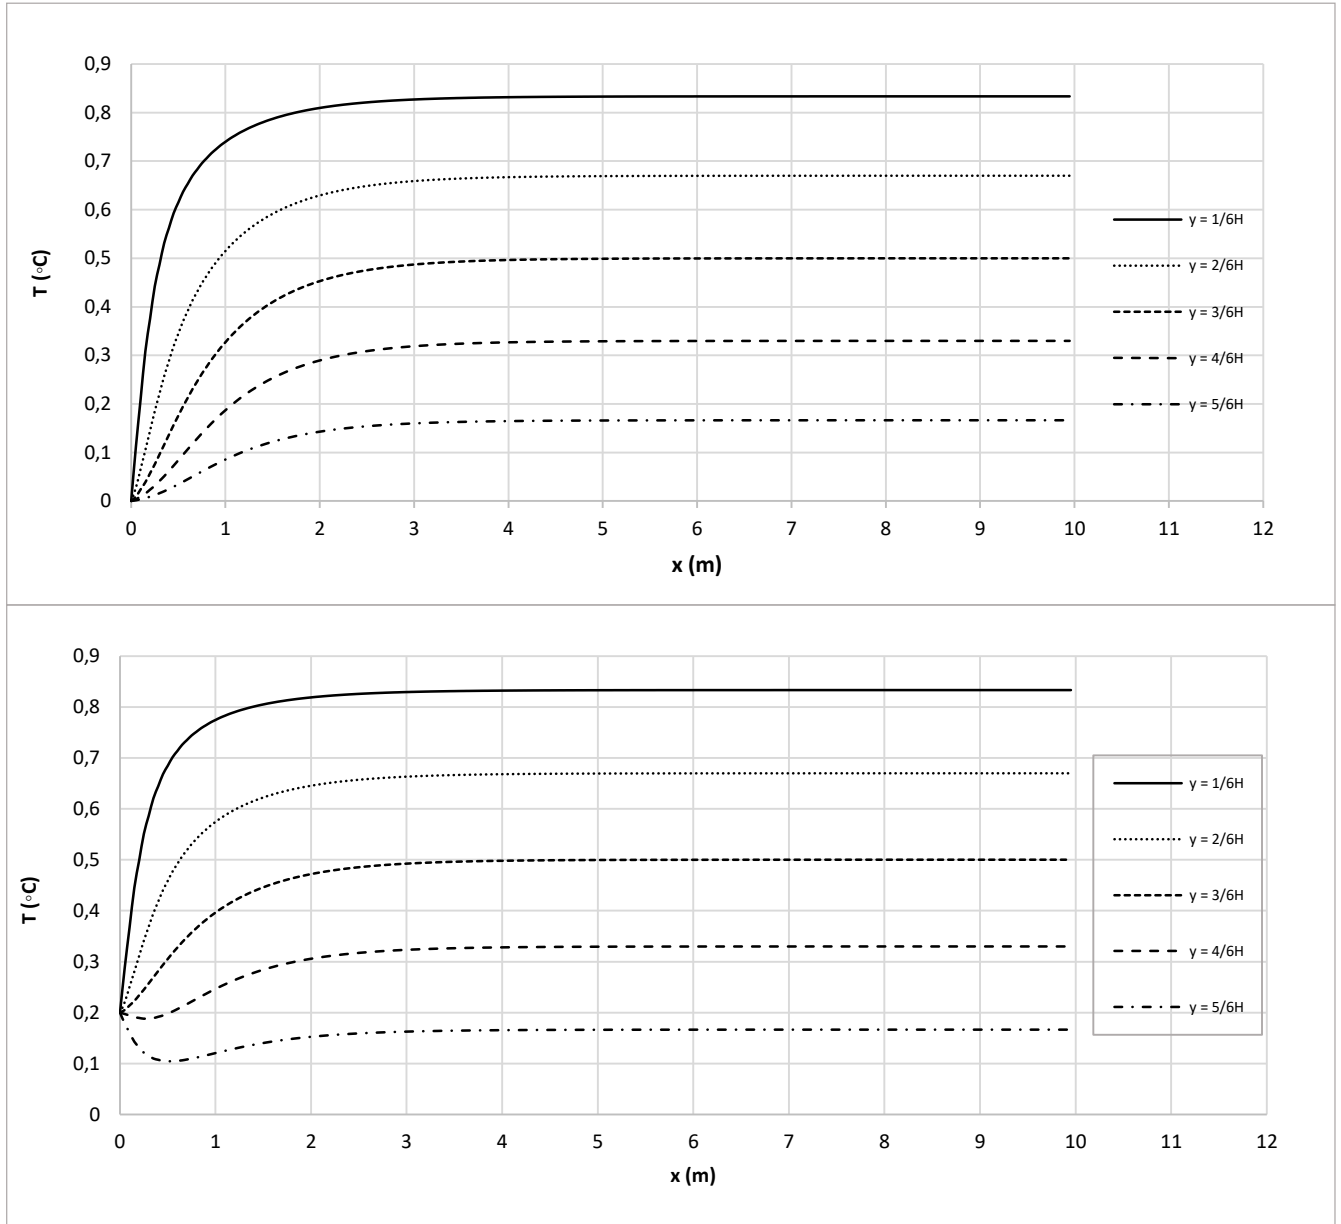 0,9
0,8
0,7
0,6
0,5
0,4
0,3
0,2
0,1
0
T (◦C)
0 1 2 3 4 5 6 7 8 9 10 11 12
x (m)
y = 1/6H
y = 2/6H
y = 3/6H
y = 4/6H
y = 5/6H
0,9
0,8
0,7
0,6
0,5
0,4
0,3
0,2
0,1
0
T (◦C)
0 1 2 3 4 5 6 7 8 9 10 11 12
x (m)
y = 1/6H
y = 2/6H
y = 3/6H
y = 4/6H
y = 5/6H